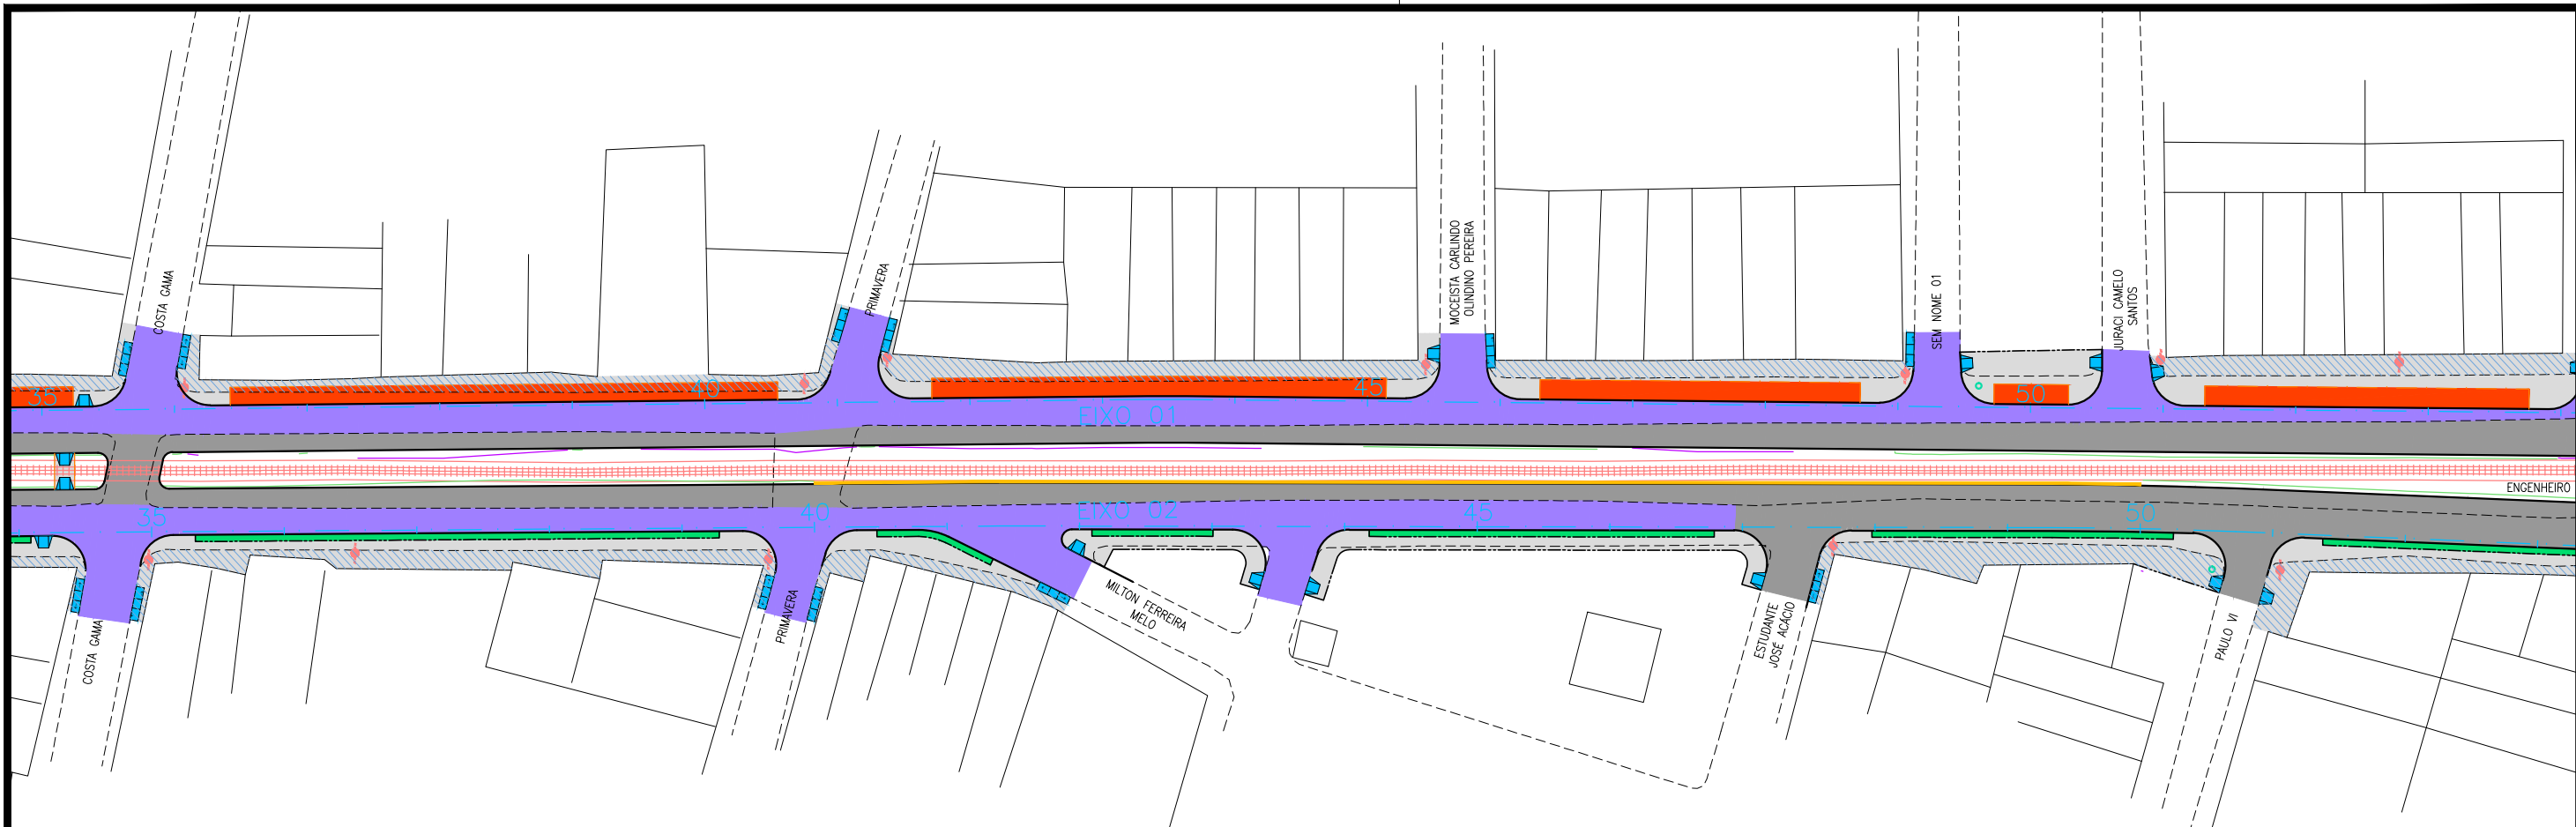 COSTA GAMA
PRIMAVERA
MOCEISTA CARLINDO
OLINDINO PEREIRA
SEM NOME 01
JURACI CAMELO
SANTOS
35
40
45
50
EIXO 01
ENGENHEIRO
35
40
EIXO 02
45
50
COSTA GAMA
PRIMAVERA
MILTON FERREIRA
MELO
ESTUDANTE
JOSÉ ACÁCIO
PAULO VI